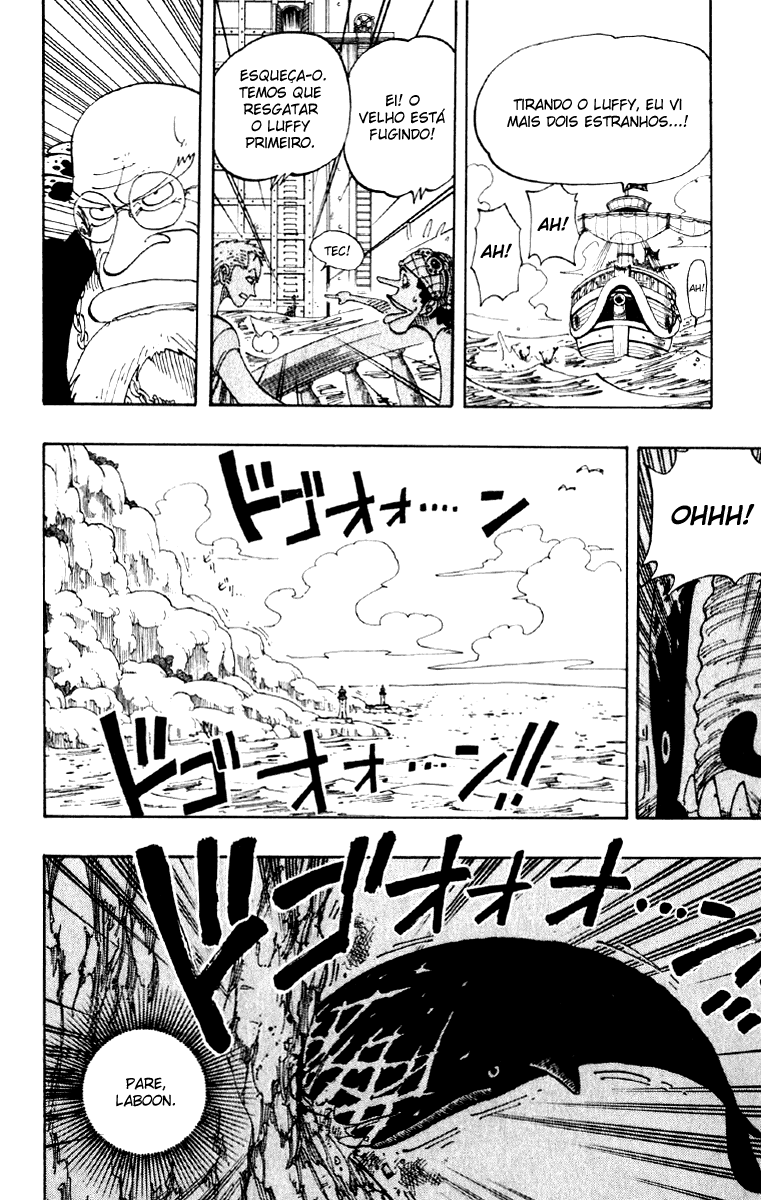 TIRANDO O LUFFY, EU VI
MAIS DOIS ESTRANHOS...!
AH!
AH!
AH!
EI! O
VELHO ESTÁ
FUGINDO!
ESQUEÇA-O.
TEMOS QUE
RESGATAR
O LUFFY
PRIMEIRO.
TEC!
OHHH!
ドゴオォ……ン
ドゴオォ…ン!!
ドゴオォォ…ン!!
PARE,
LABOON.